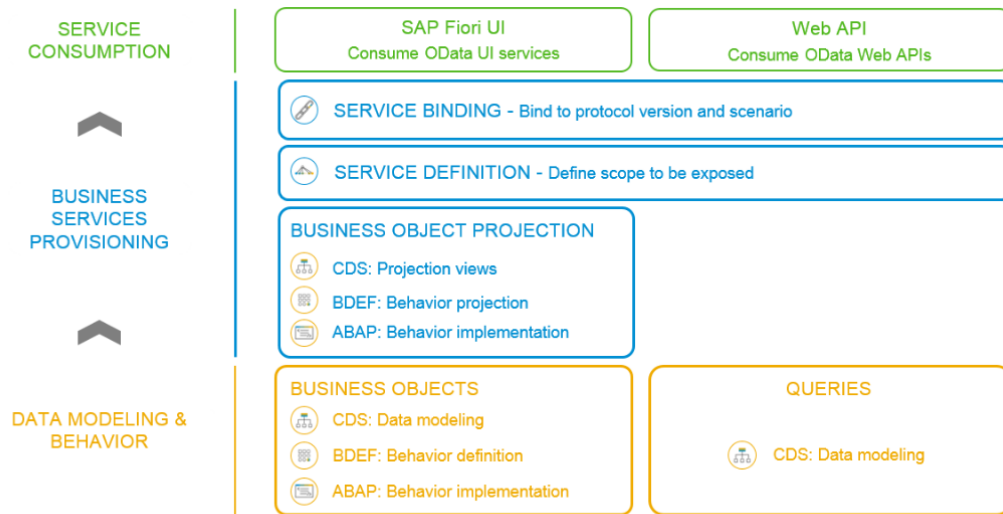 SERVICE
CONSUMPTION
SAP Fiori UI
Consume OData UI services
Web API
Consume OData Web APIs
BUSINESS
SERVICES
PROVISIONING
SERVICE BINDING - Bind to protocol version and scenario
SERVICE DEFINITION - Define scope to be exposed
BUSINESS OBJECT PROJECTION
CDS: Projection views
BDEF: Behavior projection
ABAP: Behavior implementation
DATA MODELING &
BEHAVIOR
BUSINESS OBJECTS
CDS: Data modeling
BDEF: Behavior definition
ABAP: Behavior implementation
QUERIES
CDS: Data modeling